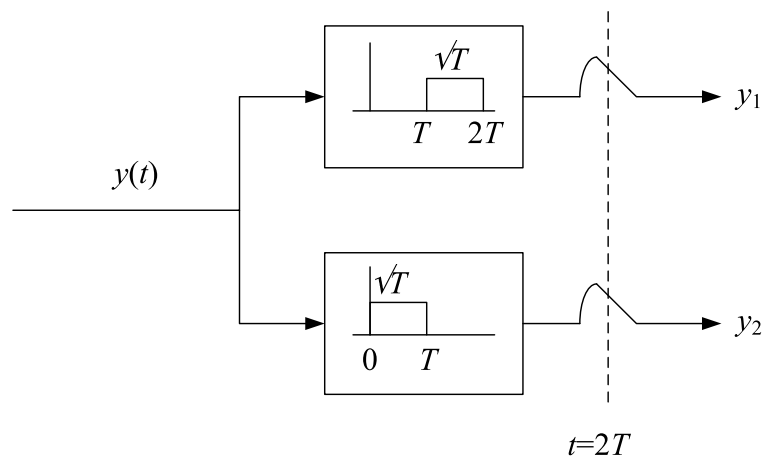 √T
T 2T
y₁
y(t)
√T
0 T
y₂
t=2T